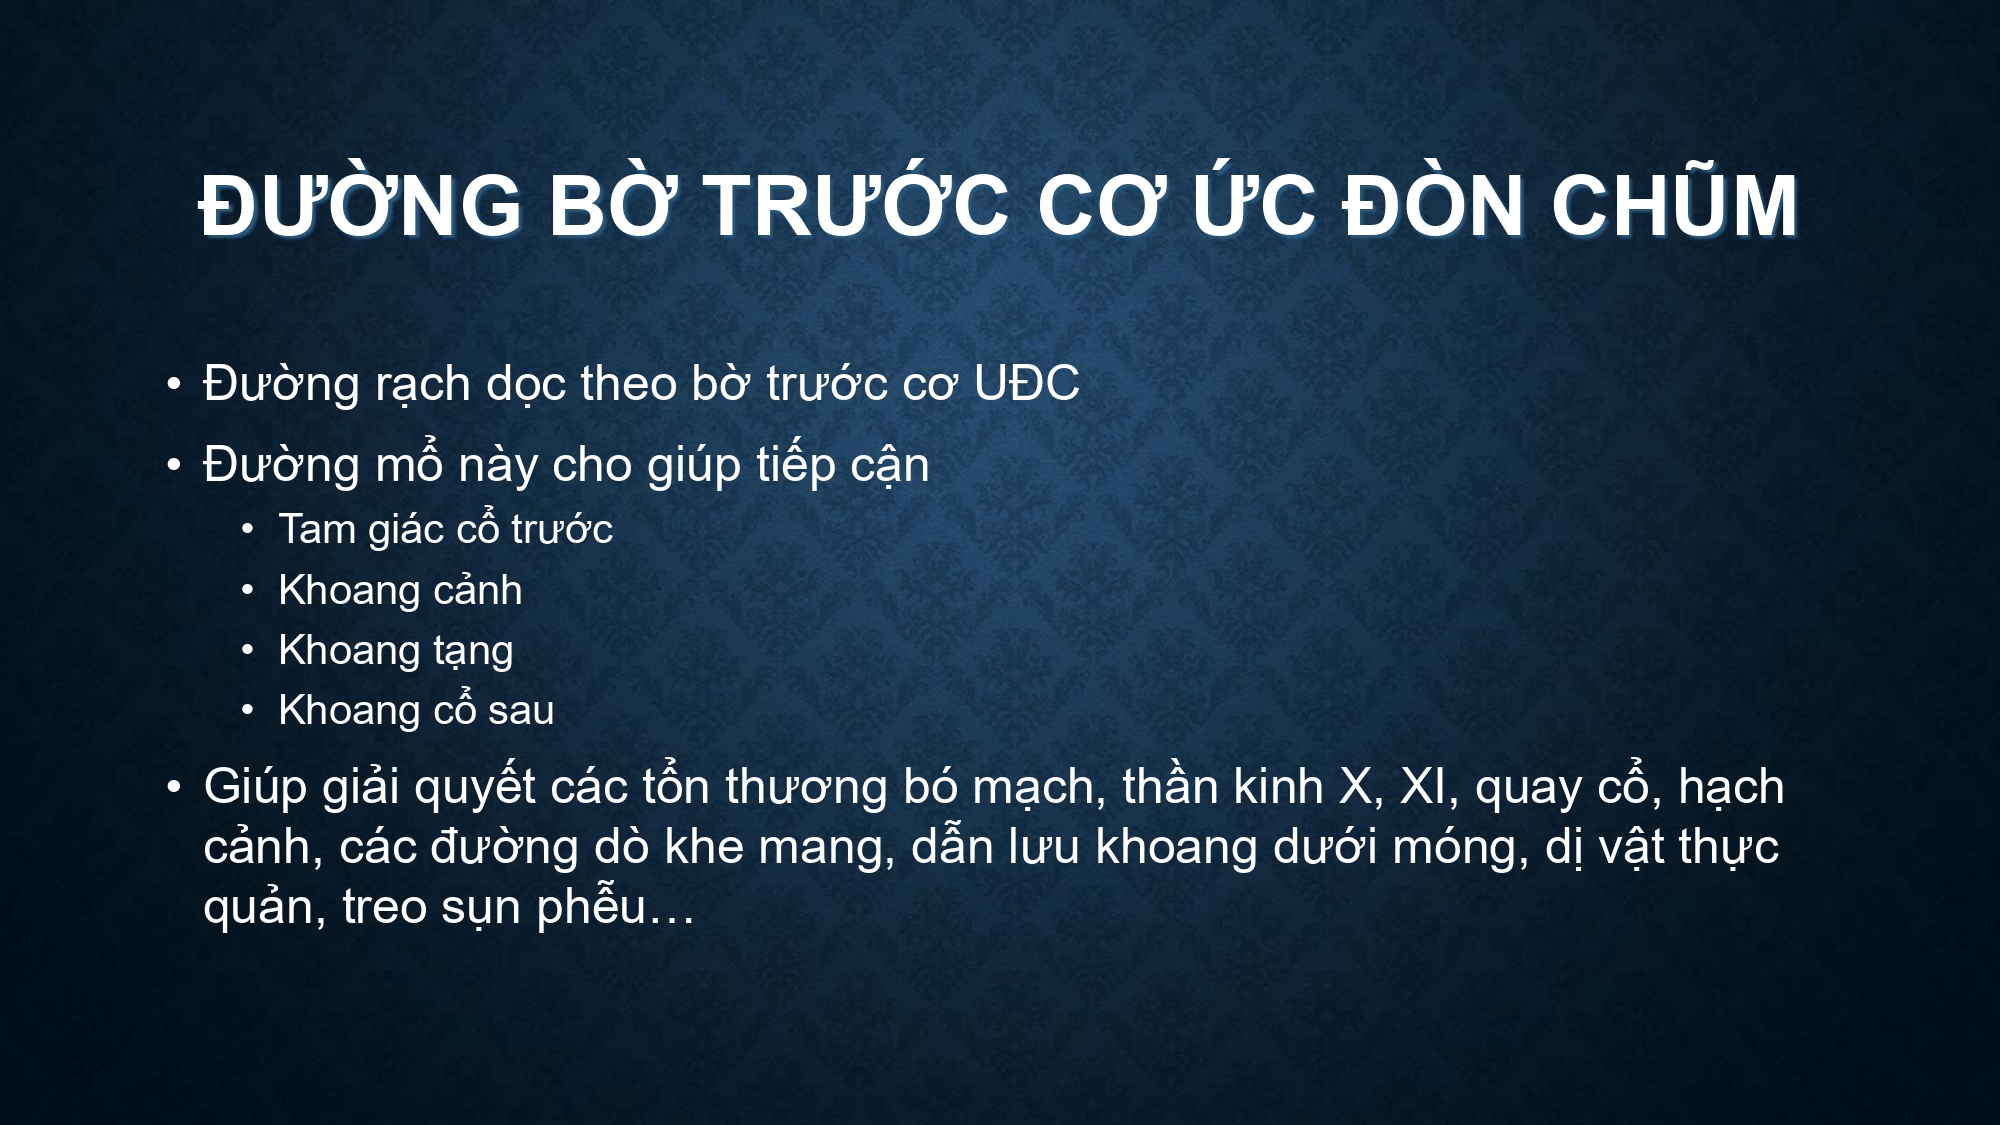 ĐƯỜNG BỜ TRƯỚC CƠ ỨC ĐÒN CHŨM
• Đường rạch dọc theo bờ trước cơ UĐC
• Đường mổ này cho giúp tiếp cận
• Tam giác cổ trước
• Khoang cảnh
• Khoang tạng
• Khoang cổ sau
• Giúp giải quyết các tổn thương bó mạch, thần kinh X, XI, quay cổ, hạch
cảnh, các đường dò khe mang, dẫn lưu khoang dưới móng, dị vật thực
quản, treo sụn phễu…